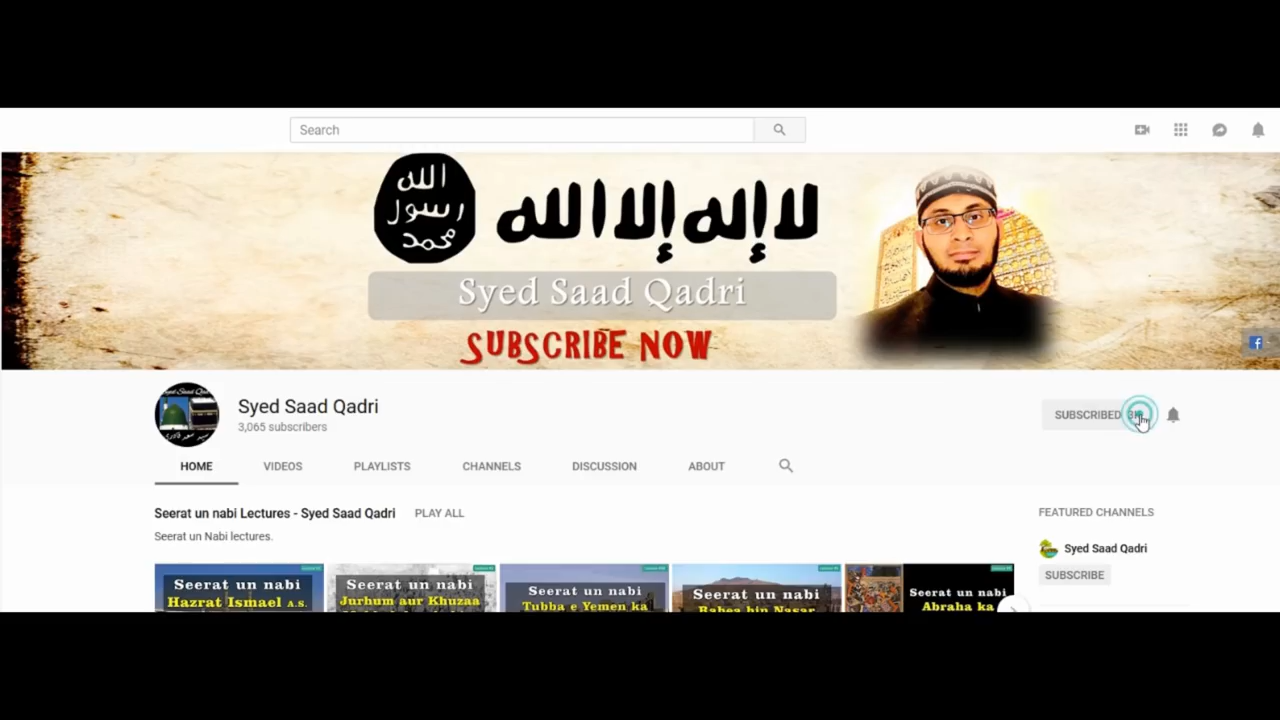 Search
الله
رسول
محمد
لا إله إلا الله
Syed Saad Qadri
SUBSCRIBE NOW
Syed Saad Qadri
3,065 subscribers
SUBSCRIBED
HOME
VIDEOS
PLAYLISTS
CHANNELS
DISCUSSION
ABOUT
Seerat un nabi Lectures - Syed Saad Qadri
PLAY ALL
Seerat un Nabi lectures.
FEATURED CHANNELS
Syed Saad Qadri
SUBSCRIBE
Seerat un nabi
Hazrat Ismael A.S.
Seerat un nabi
Jurhum aur Khuzaa
Seerat un nabi
Tubba e Yemen ka
Seerat un nabi
Rabea bin Nasar
Seerat un nabi
Abraha ka